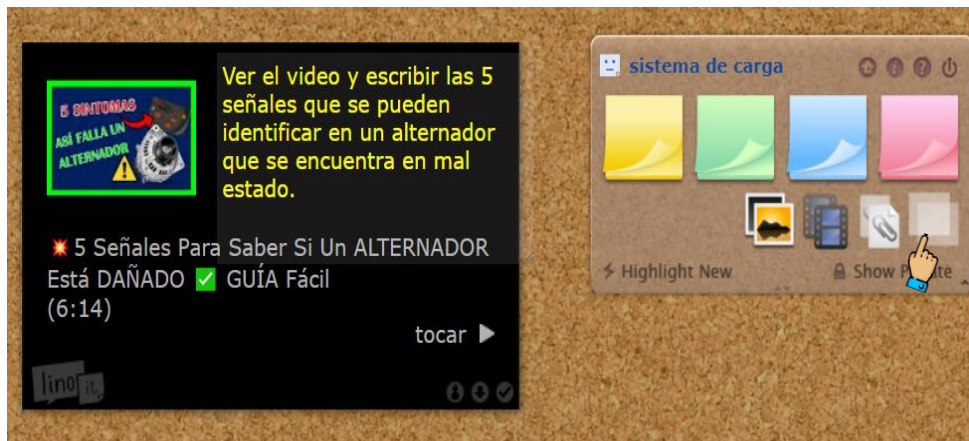 5 SINTOMAS
ASÍ FALLA UN
ALTERNADOR
Ver el video y escribir las 5
señales que se pueden
identificar en un alternador
que se encuentra en mal
estado.
💥 5 Señales Para Saber Si Un ALTERNADOR
Está DAÑADO ✅ GUÍA Fácil
(6:14)
tocar
lino it
sistema de carga
Highlight New
Show